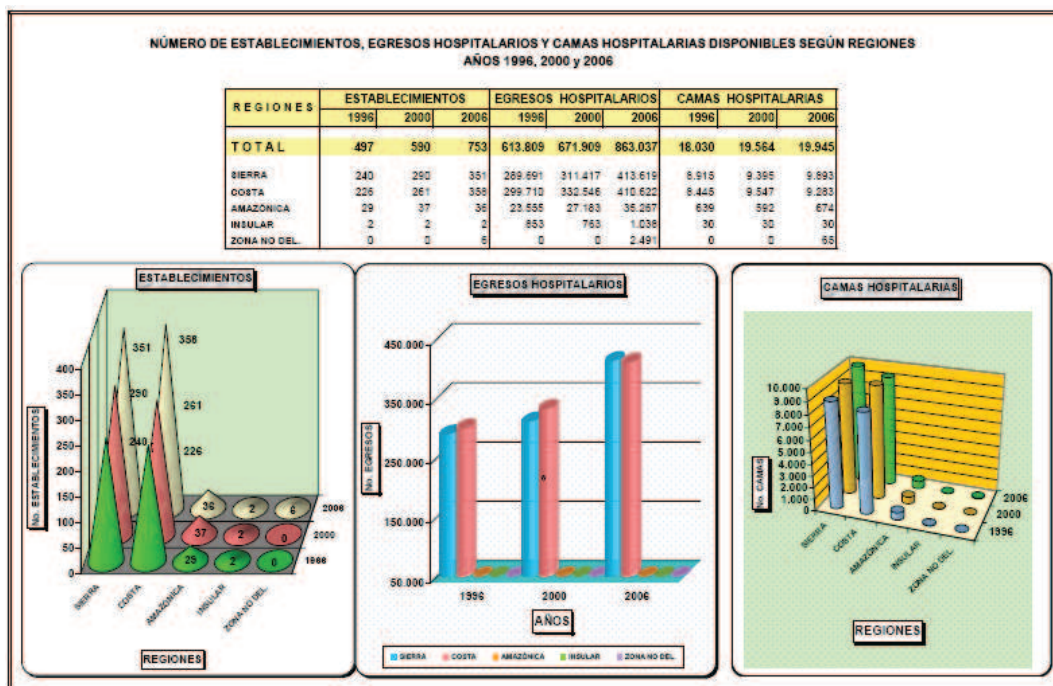 NÚMERO DE ESTABLECIMIENTOS, EGRESOS HOSPITALARIOS Y CAMAS HOSPITALARIAS DISPONIBLES SEGÚN REGIONES
AÑOS 1996, 2000 y 2006
REGIONES ESTABLECIMIENTOS EGRESOS HOSPITALARIOS CAMAS HOSPITALARIAS
1996 2000 2006 1996 2000 2006 1996 2000 2006
TOTAL 497 590 753 613.809 671.909 863.037 18.030 19.564 19.945
SIERRA 240 290 351 289.691 311.417 413.619 8.915 9.395 9.893
COSTA 226 261 358 299.710 332.546 410.622 8.445 9.547 9.283
AMAZÓNICA 29 37 36 23.555 27.183 35.267 639 592 674
INSULAR 2 2 2 853 763 1.038 30 30 30
ZONA NO DEL. 0 0 6 0 0 2.491 0 0 65
ESTABLECIMIENTOS
No. ESTABLECIMIENTOS
400
350
300
250
200
150
100
50
0
351 358
290 261
240 226
36 2 6
37 2 0
29 2 0
2006
2000
1966
SIERRA COSTA AMAZÓNICA INSULAR ZONA NO DEL.
REGIONES
EGRESOS HOSPITALARIOS
No. EGRESOS
450.000
350.000
250.000
150.000
50.000
1996 2000 2006
AÑOS
SIERRA COSTA AMAZÓNICA INSULAR ZONA NO DEL.
CAMAS HOSPITALARIAS
No. CAMAS
10.000
9.000
8.000
7.000
6.000
5.000
4.000
3.000
2.000
1.000
0
2006
2000
1996
SIERRA COSTA AMAZÓNICA INSULAR ZONA NO DEL.
REGIONES